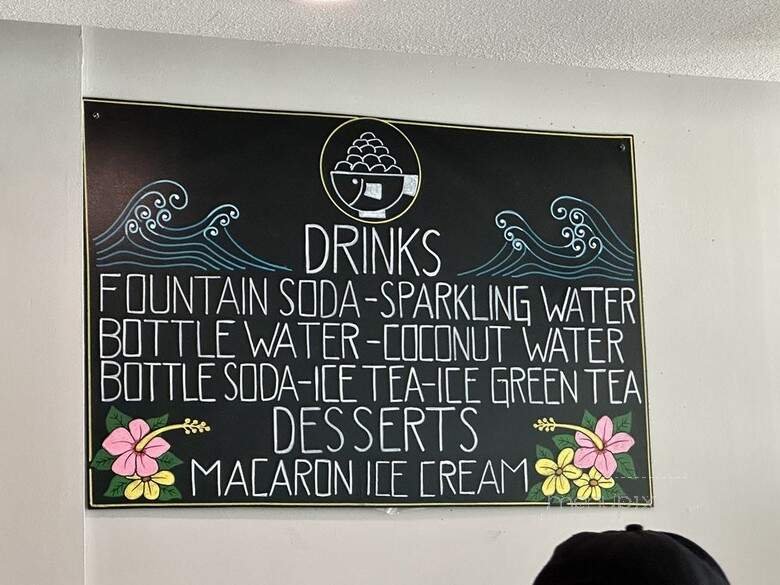 DRINKS
FOUNTAIN SODA-SPARKLING WATER
BOTTLE WATER-COCONUT WATER
BOTTLE SODA-ICE TEA-ICE GREEN TEA
DESSERTS
MACARON ICE CREAM
menupix